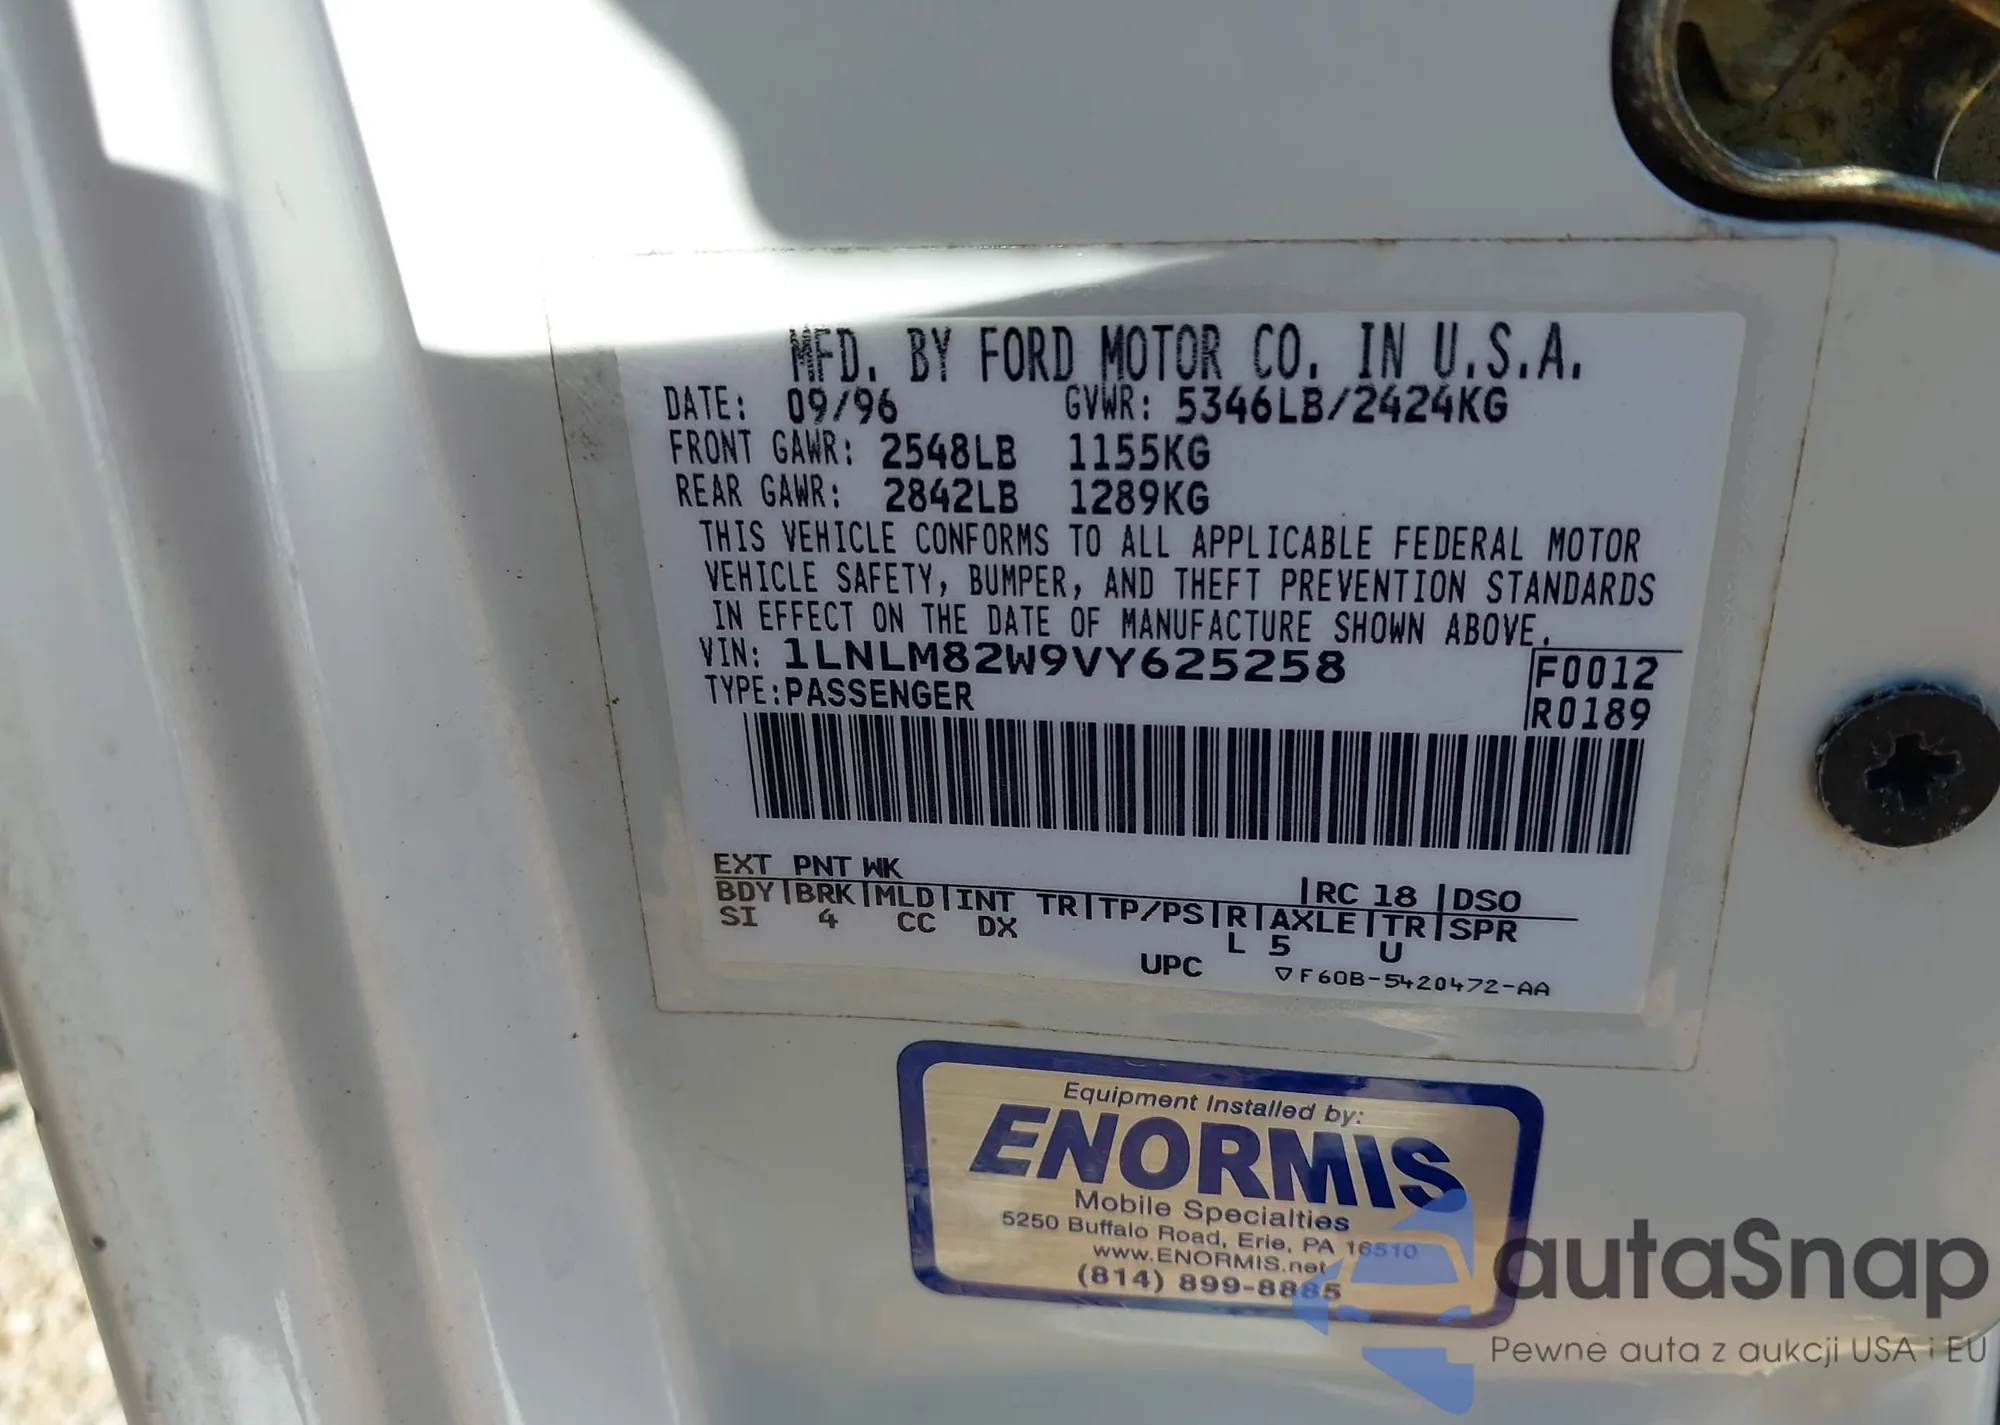 MFD. BY FORD MOTOR CO. IN U.S.A.
DATE: 09/96 GVWR: 5346LB/2424KG
FRONT GAWR: 2548LB 1155KG
REAR GAWR: 2842LB 1289KG
THIS VEHICLE CONFORMS TO ALL APPLICABLE FEDERAL MOTOR
VEHICLE SAFETY, BUMPER, AND THEFT PREVENTION STANDARDS
IN EFFECT ON THE DATE OF MANUFACTURE SHOWN ABOVE.
VIN: 1LNLM82W9VY625258 F0012
TYPE: PASSENGER R0189
EXT PNT WK |RC 18 |DSO
BDY|BRK|MLD|INT TR|TP/PS|R|AXLE|TR|SPR
SI 4 CC DX L 5 U
UPC ▽F60B-5420472-AA
Equipment Installed by:
ENORMIS
Mobile Specialties
5250 Buffalo Road, Erie, PA 16510
www.ENORMIS.net
(814) 899-8885
autaSnap
Pewne auta z aukcji USA i EU